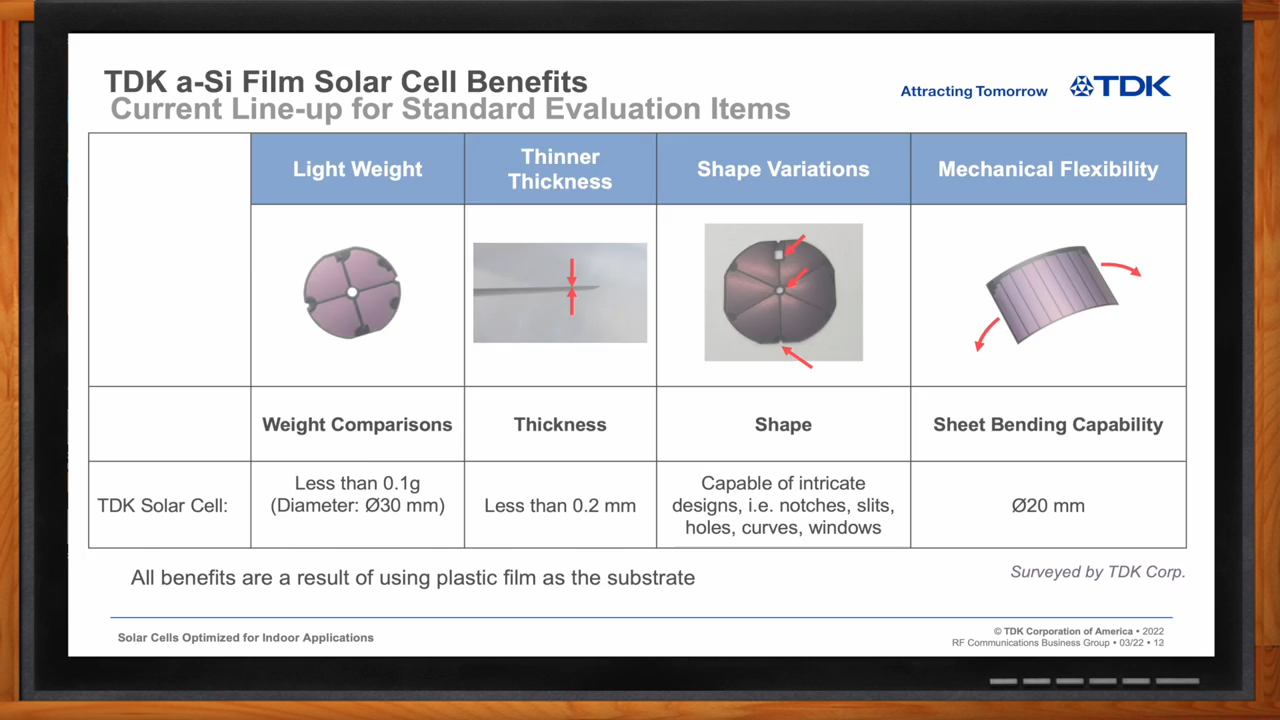 TDK a-Si Film Solar Cell Benefits
Current Line-up for Standard Evaluation Items
Attracting Tomorrow
TDK
Light Weight
Thinner
Thickness
Shape Variations
Mechanical Flexibility
Weight Comparisons
Thickness
Shape
Sheet Bending Capability
TDK Solar Cell:
Less than 0.1g
(Diameter: Ø30 mm)
Less than 0.2 mm
Capable of intricate
designs, i.e. notches, slits,
holes, curves, windows
Ø20 mm
All benefits are a result of using plastic film as the substrate
Surveyed by TDK Corp.
Solar Cells Optimized for Indoor Applications
© TDK Corporation of America • 2022
RF Communications Business Group • 03/22 • 12